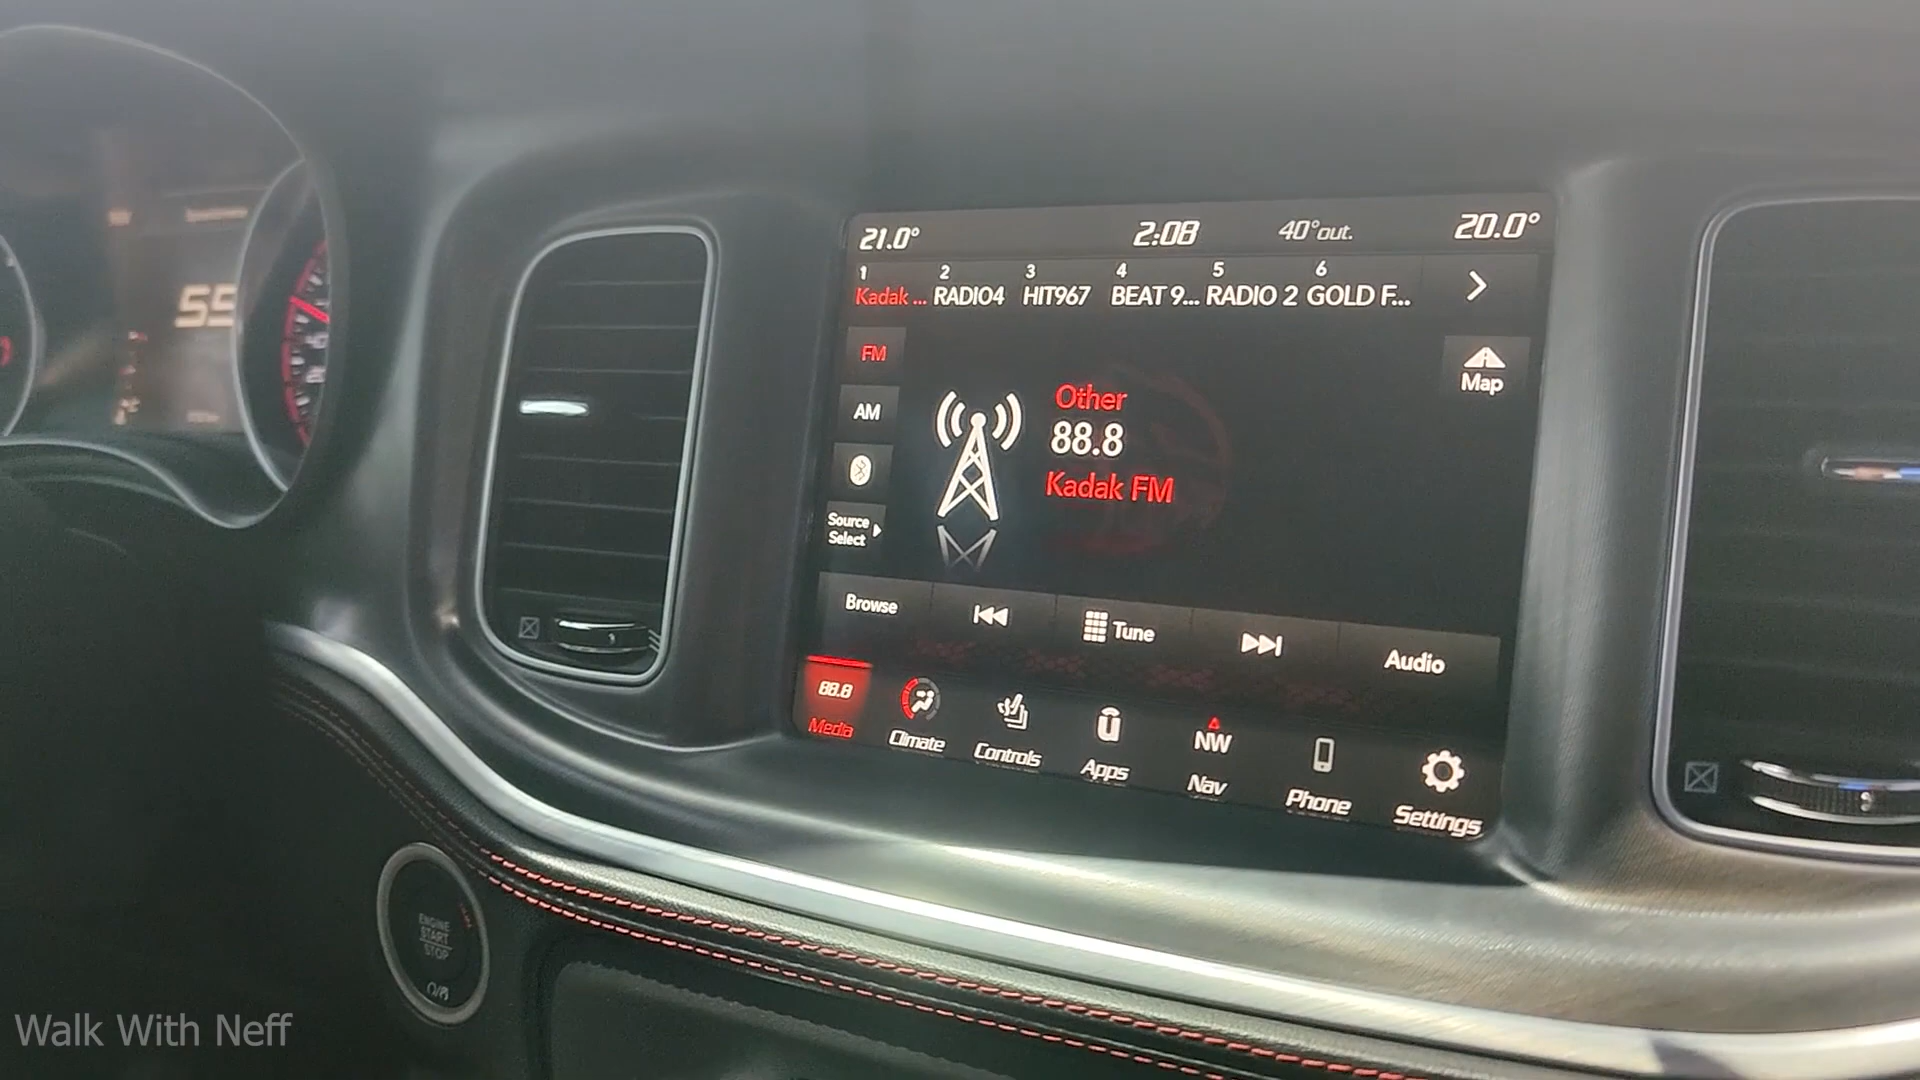 21.0° 2:08 40°out. 20.0°
1 2 3 4 5 6
Kadak ... RADIO4 HIT967 BEAT 9... RADIO 2 GOLD F...
FM
AM
Map
Other
88.8
Kadak FM
Source
Select
Browse
Tune
Audio
88.8
NW
Media
Climate
Controls
Apps
Nav
Phone
Settings
55
ENGINE
START
STOP
Walk With Neff